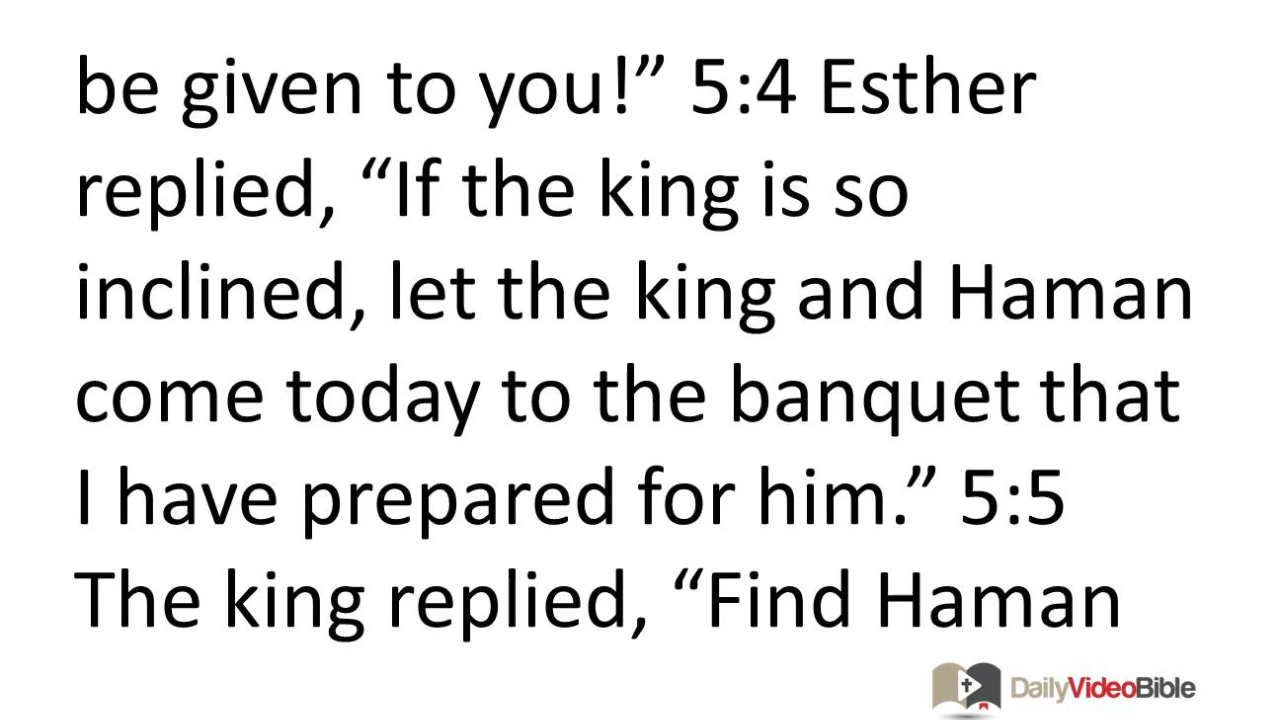 be given to you!” 5:4 Esther
replied, “If the king is so
inclined, let the king and Haman
come today to the banquet that
I have prepared for him.” 5:5
The king replied, “Find Haman
DailyVideoBible